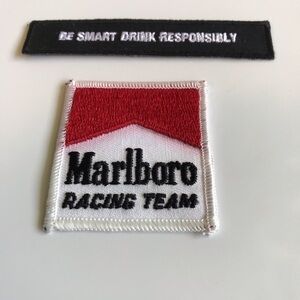 BE SMART DRINK RESPONSIBLY
Marlboro
RACING TEAM